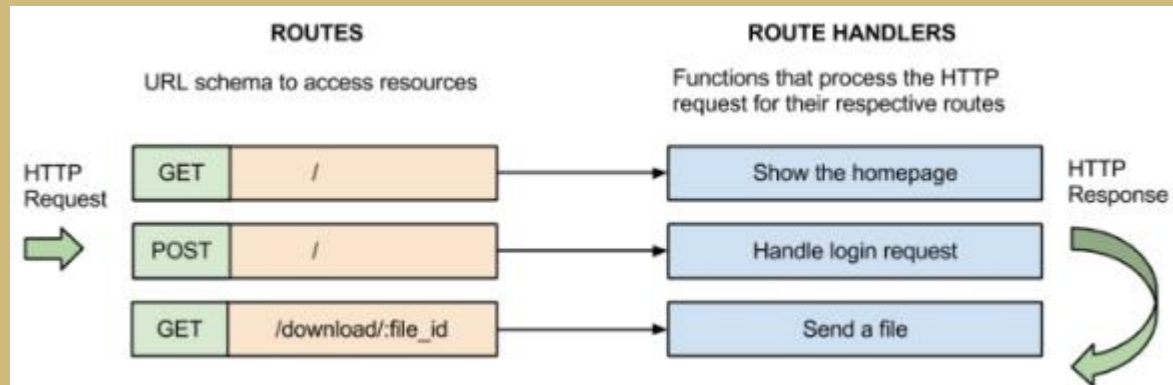 ROUTES
URL schema to access resources
ROUTE HANDLERS
Functions that process the HTTP
request for their respective routes
HTTP
Request
GET
/
Show the homepage
POST
/
Handle login request
GET
/download/:file_id
Send a file
HTTP
Response